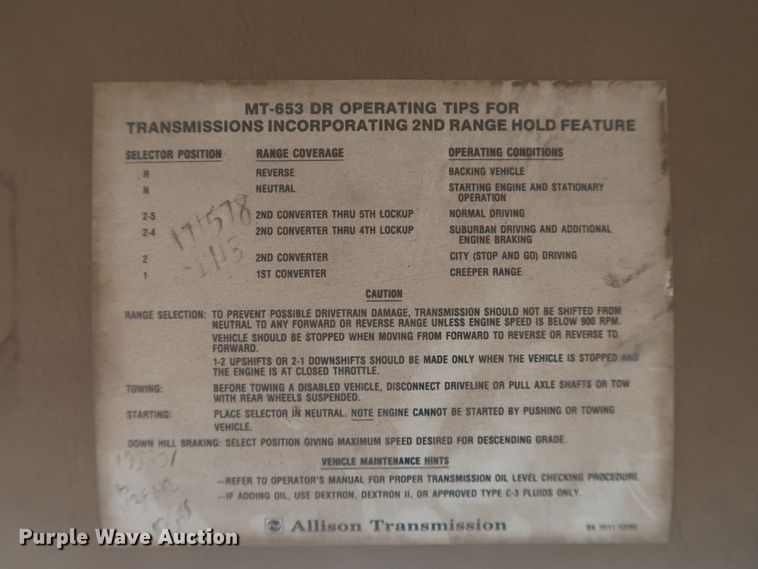 MT-653 DR OPERATING TIPS FOR
TRANSMISSIONS INCORPORATING 2ND RANGE HOLD FEATURE
SELECTOR POSITION RANGE COVERAGE OPERATING CONDITIONS
R REVERSE BACKING VEHICLE
N NEUTRAL STARTING ENGINE AND STATIONARY
OPERATION
2-5 2ND CONVERTER THRU 5TH LOCKUP NORMAL DRIVING
2-4 2ND CONVERTER THRU 4TH LOCKUP SUBURBAN DRIVING AND ADDITIONAL
ENGINE BRAKING
2 2ND CONVERTER CITY (STOP AND GO) DRIVING
1 1ST CONVERTER CREEPER RANGE
171578
CAUTION
RANGE SELECTION: TO PREVENT POSSIBLE DRIVETRAIN DAMAGE, TRANSMISSION SHOULD NOT BE SHIFTED FROM
NEUTRAL TO ANY FORWARD OR REVERSE RANGE UNLESS ENGINE SPEED IS BELOW 900 RPM.
VEHICLE SHOULD BE STOPPED WHEN MOVING FROM FORWARD TO REVERSE OR REVERSE TO
FORWARD.
1-2 UPSHIFTS OR 2-1 DOWNSHIFTS SHOULD BE MADE ONLY WHEN THE VEHICLE IS STOPPED AND
THE ENGINE IS AT CLOSED THROTTLE.
TOWING: BEFORE TOWING A DISABLED VEHICLE, DISCONNECT DRIVELINE OR PULL AXLE SHAFTS OR TOW
WITH REAR WHEELS SUSPENDED.
STARTING: PLACE SELECTOR IN NEUTRAL. NOTE ENGINE CANNOT BE STARTED BY PUSHING OR TOWING
VEHICLE.
DOWN HILL BRAKING: SELECT POSITION GIVING MAXIMUM SPEED DESIRED FOR DESCENDING GRADE.
VEHICLE MAINTENANCE HINTS
—REFER TO OPERATOR'S MANUAL FOR PROPER TRANSMISSION OIL LEVEL CHECKING PROCEDURE
—IF ADDING OIL, USE DEXTRON, DEXTRON II, OR APPROVED TYPE C-3 FLUIDS ONLY.
Allison Transmission
Purple Wave Auction